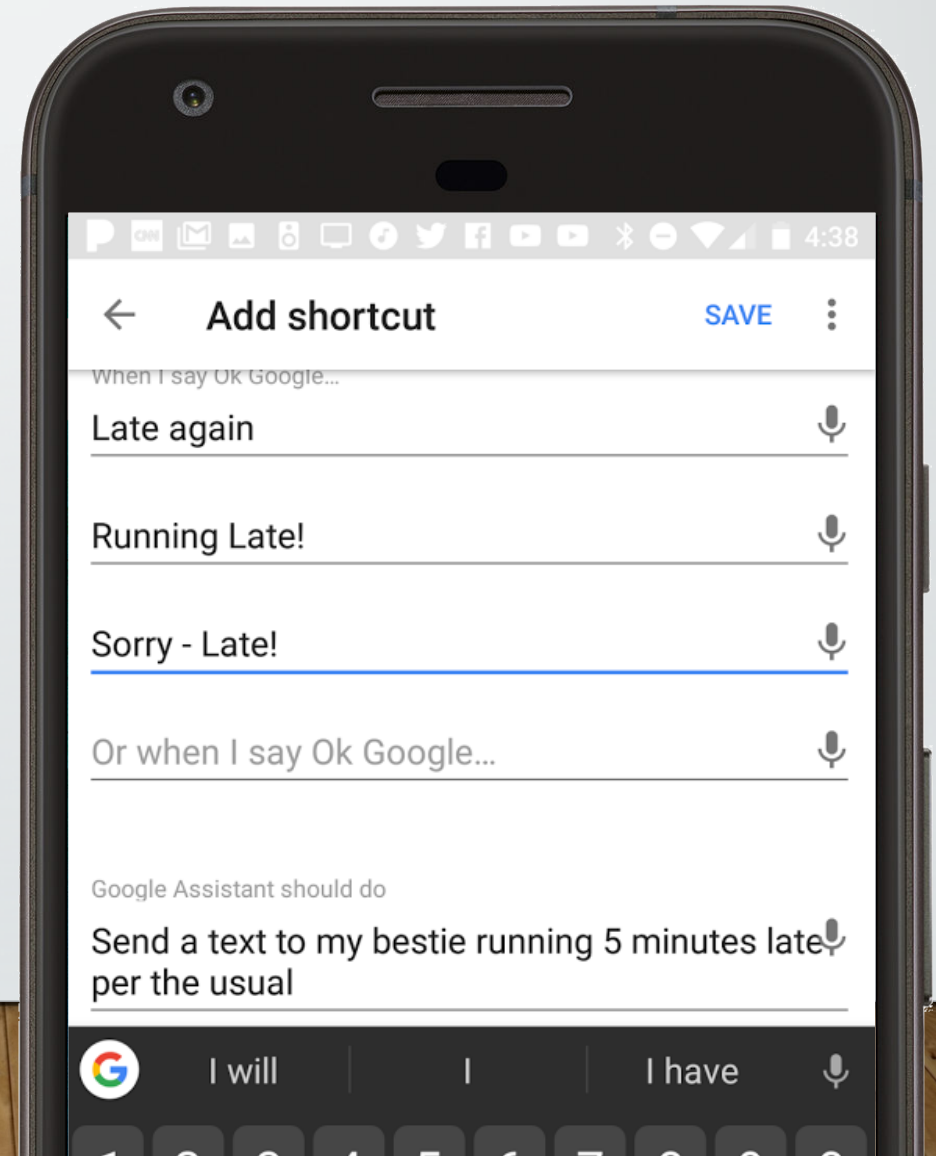 CNN
4:38
Add shortcut
SAVE
When I say Ok Google...
Late again
Running Late!
Sorry - Late!
Or when I say Ok Google...
Google Assistant should do
Send a text to my bestie running 5 minutes late
per the usual
G
I will
I
I have